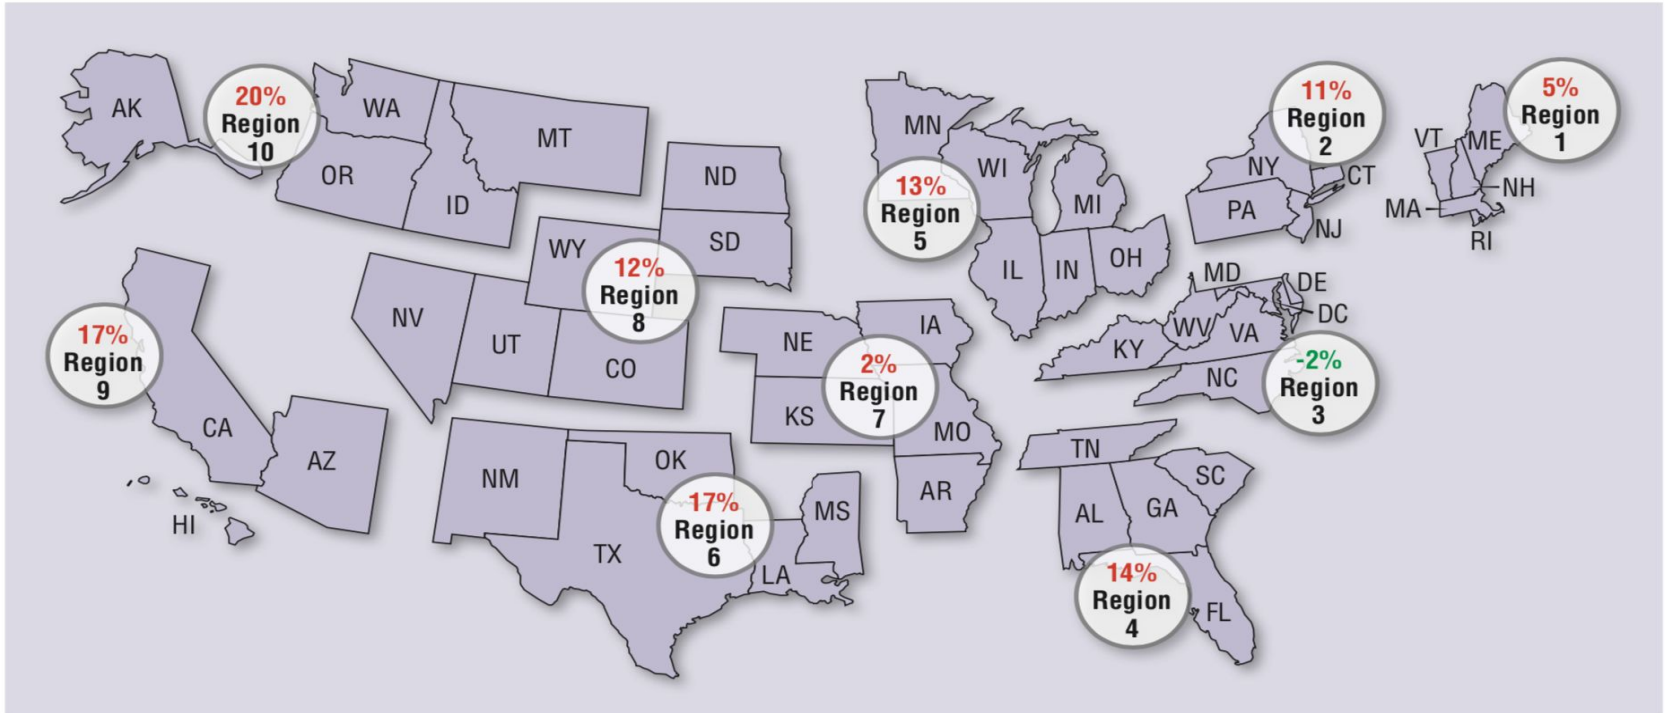 AK
20%
Region
10
WA
MT
OR
ID
ND
SD
WY
12%
Region
8
MN
WI
MI
13%
Region
5
IL
IN
OH
11%
Region
2
NY
CT
PA
NJ
5%
Region
1
VT
ME
NH
MA
RI
17%
Region
9
NV
UT
CO
CA
AZ
HI
NE
IA
2%
Region
7
KS
MO
AR
MD
DE
DC
WV
VA
KY
NC
-2%
Region
3
NM
OK
TX
17%
Region
6
MS
LA
TN
SC
AL
GA
14%
Region
4
FL